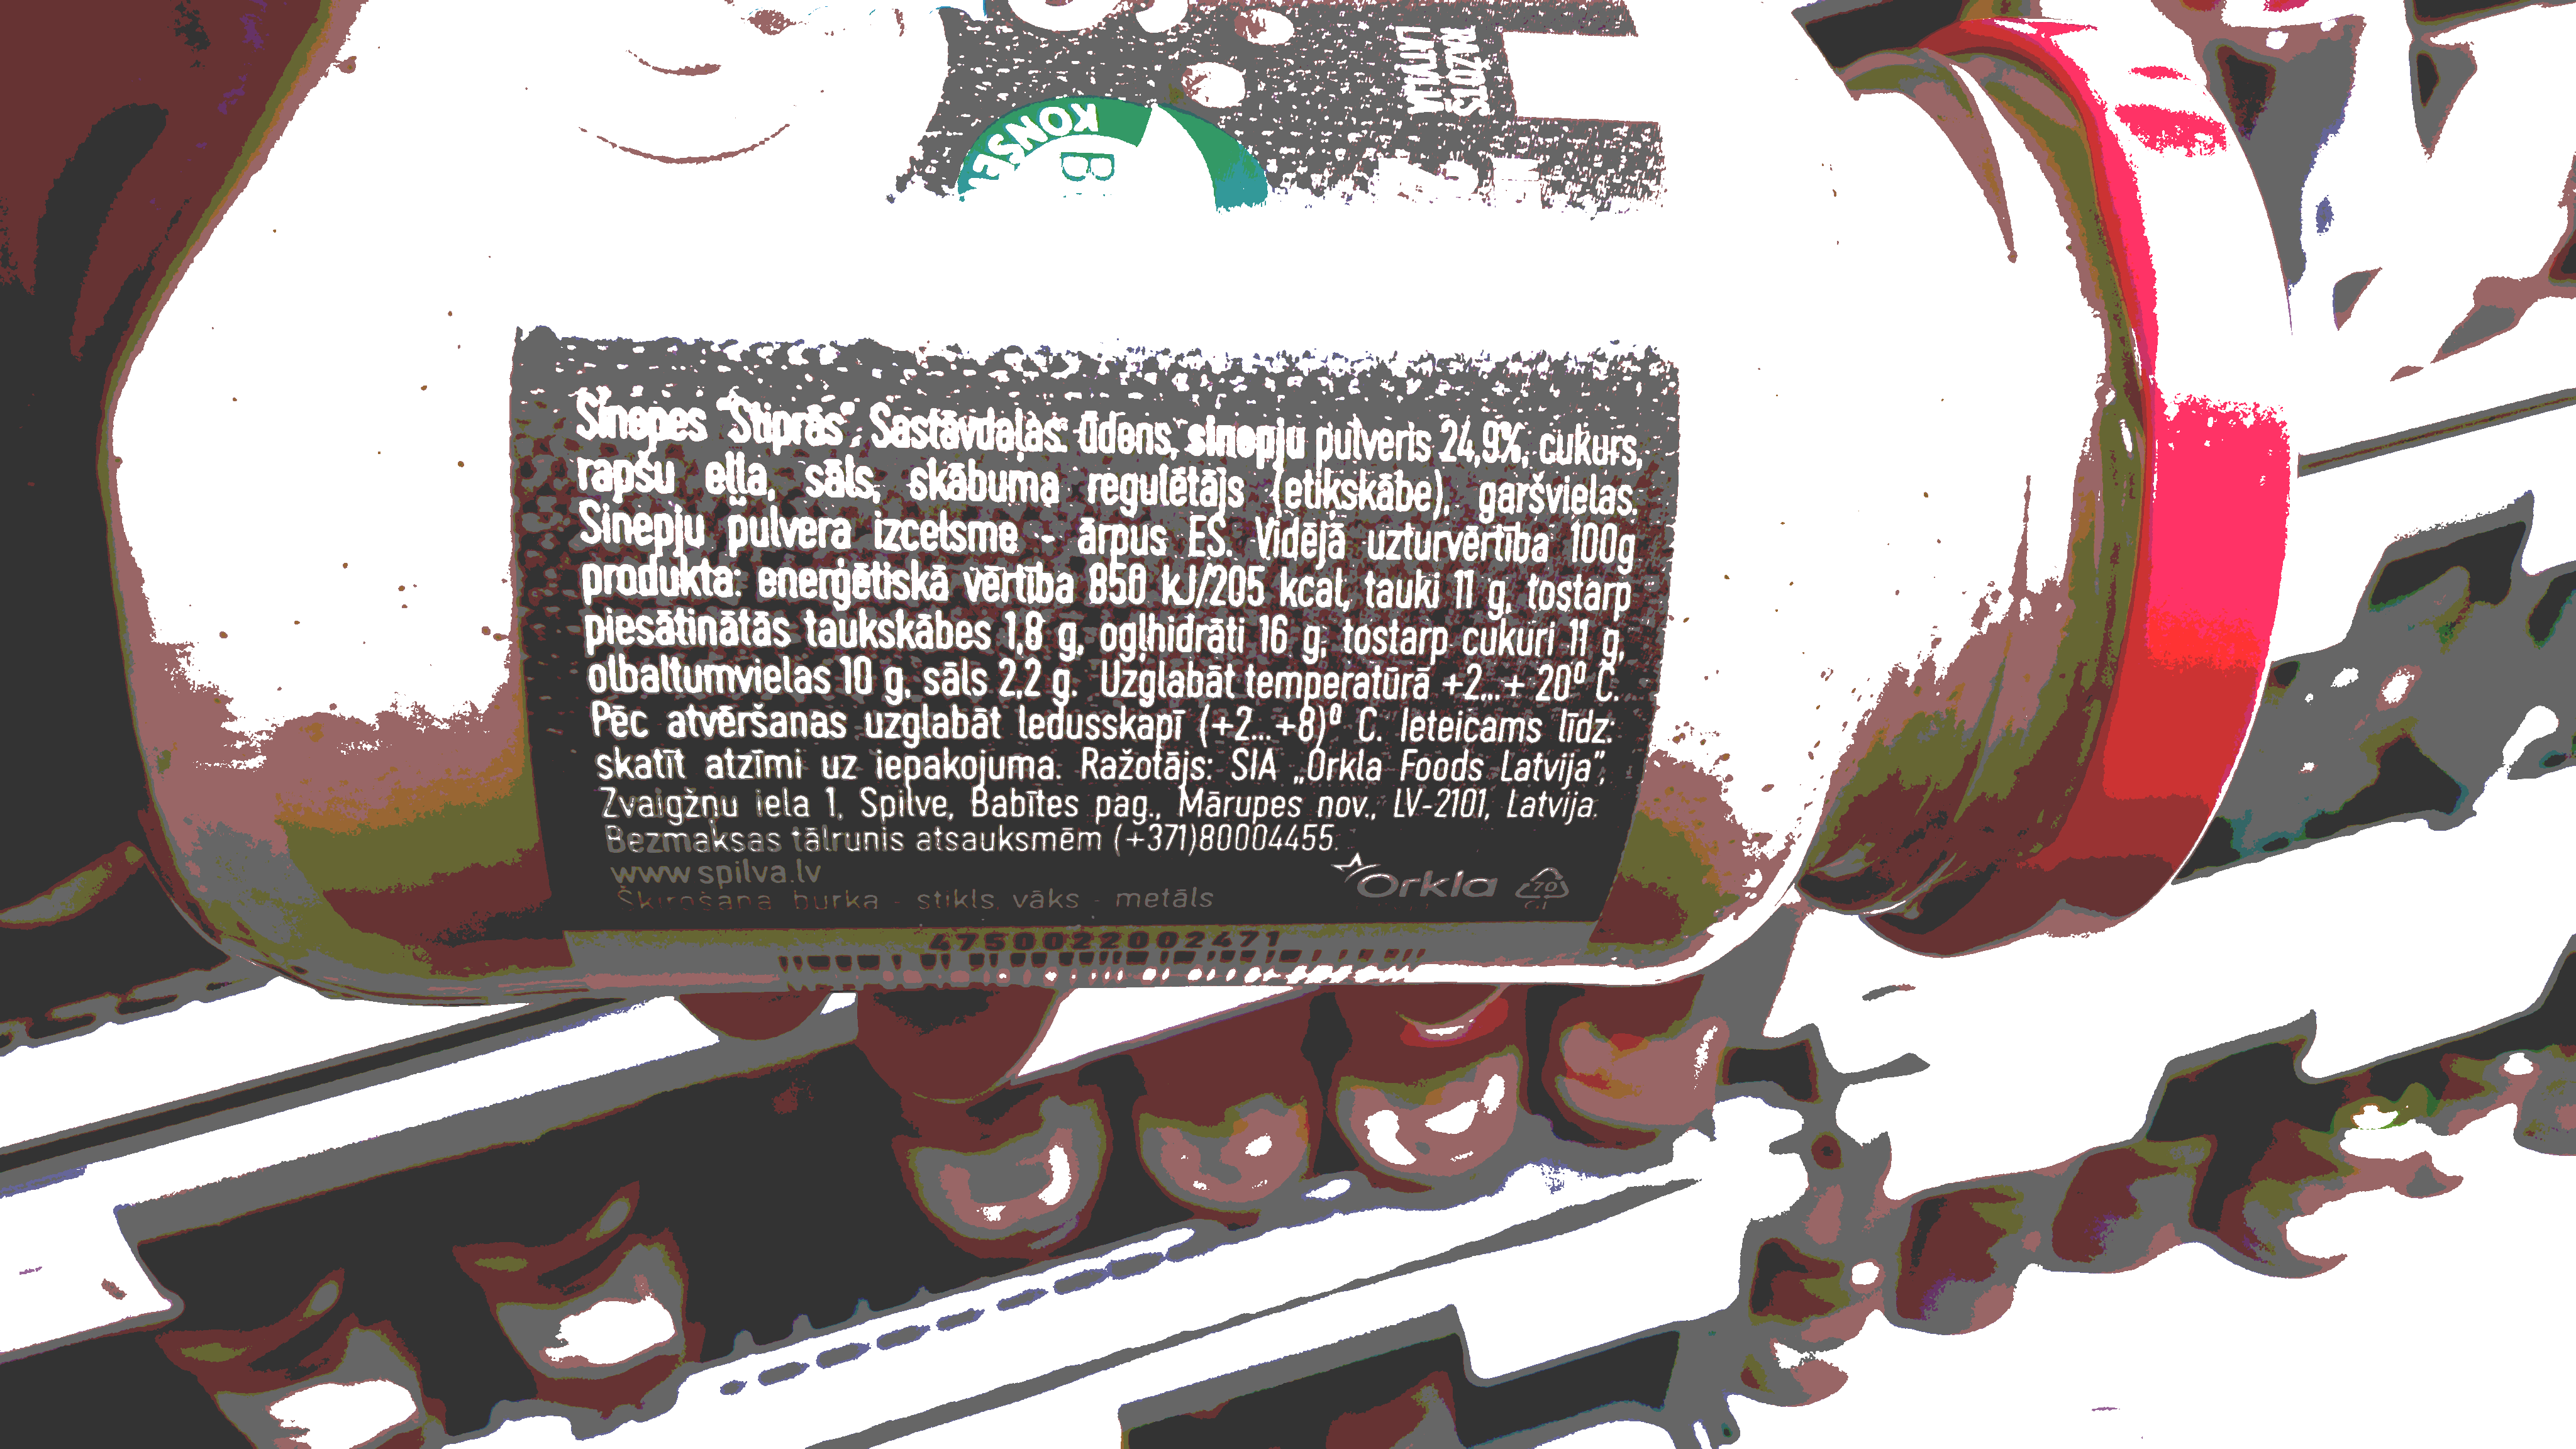 RAŽOTS
LATVIJĀ
KONSE
B
Sinepes "Stiprās". Sastāvdaļas: ūdens, sinepju pulveris 24,9%, cukurs,
rapšu eļļa, sāls, skābuma regulētājs (etiķskābe), garšvielas.
Sinepju pulvera izcelsme - ārpus ES. Vidējā uzturvērtība 100g
produkta: enerģētiskā vērtība 850 kJ/205 kcal, tauki 11 g, tostarp
piesātinātās taukskābes 1,8 g, ogļhidrāti 16 g, tostarp cukuri 11 g,
olbaltumvielas 10 g, sāls 2,2 g. Uzglabāt temperatūrā +2...+ 20⁰ C.
Pēc atvēršanas uzglabāt ledusskapī (+2...+8)⁰ C. Ieteicams līdz:
skatīt atzīmi uz iepakojuma. Ražotājs: SIA „Orkla Foods Latvija",
Zvaigžņu iela 1, Spilve, Babītes pag., Mārupes nov., LV-2101, Latvija.
Bezmaksas tālrunis atsauksmēm (+371)80004455.
www.spilva.lv
Šķirošana burka - stikls, vāks - metāls
Orkla
70
4750022002471